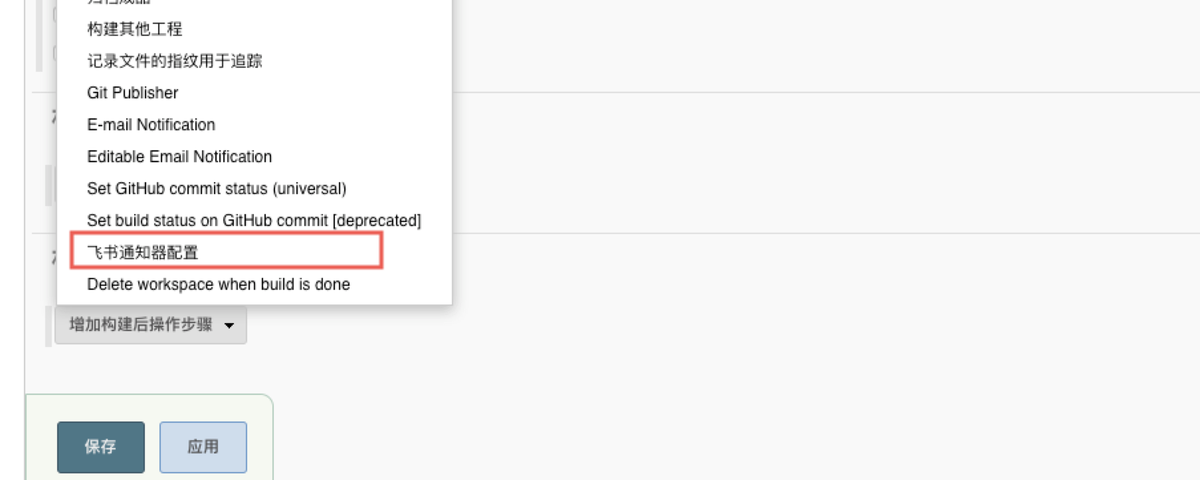 构建其他工程
记录文件的指纹用于追踪
Git Publisher
E-mail Notification
Editable Email Notification
Set GitHub commit status (universal)
Set build status on GitHub commit [deprecated]
飞书通知器配置
Delete workspace when build is done
增加构建后操作步骤
保存
应用